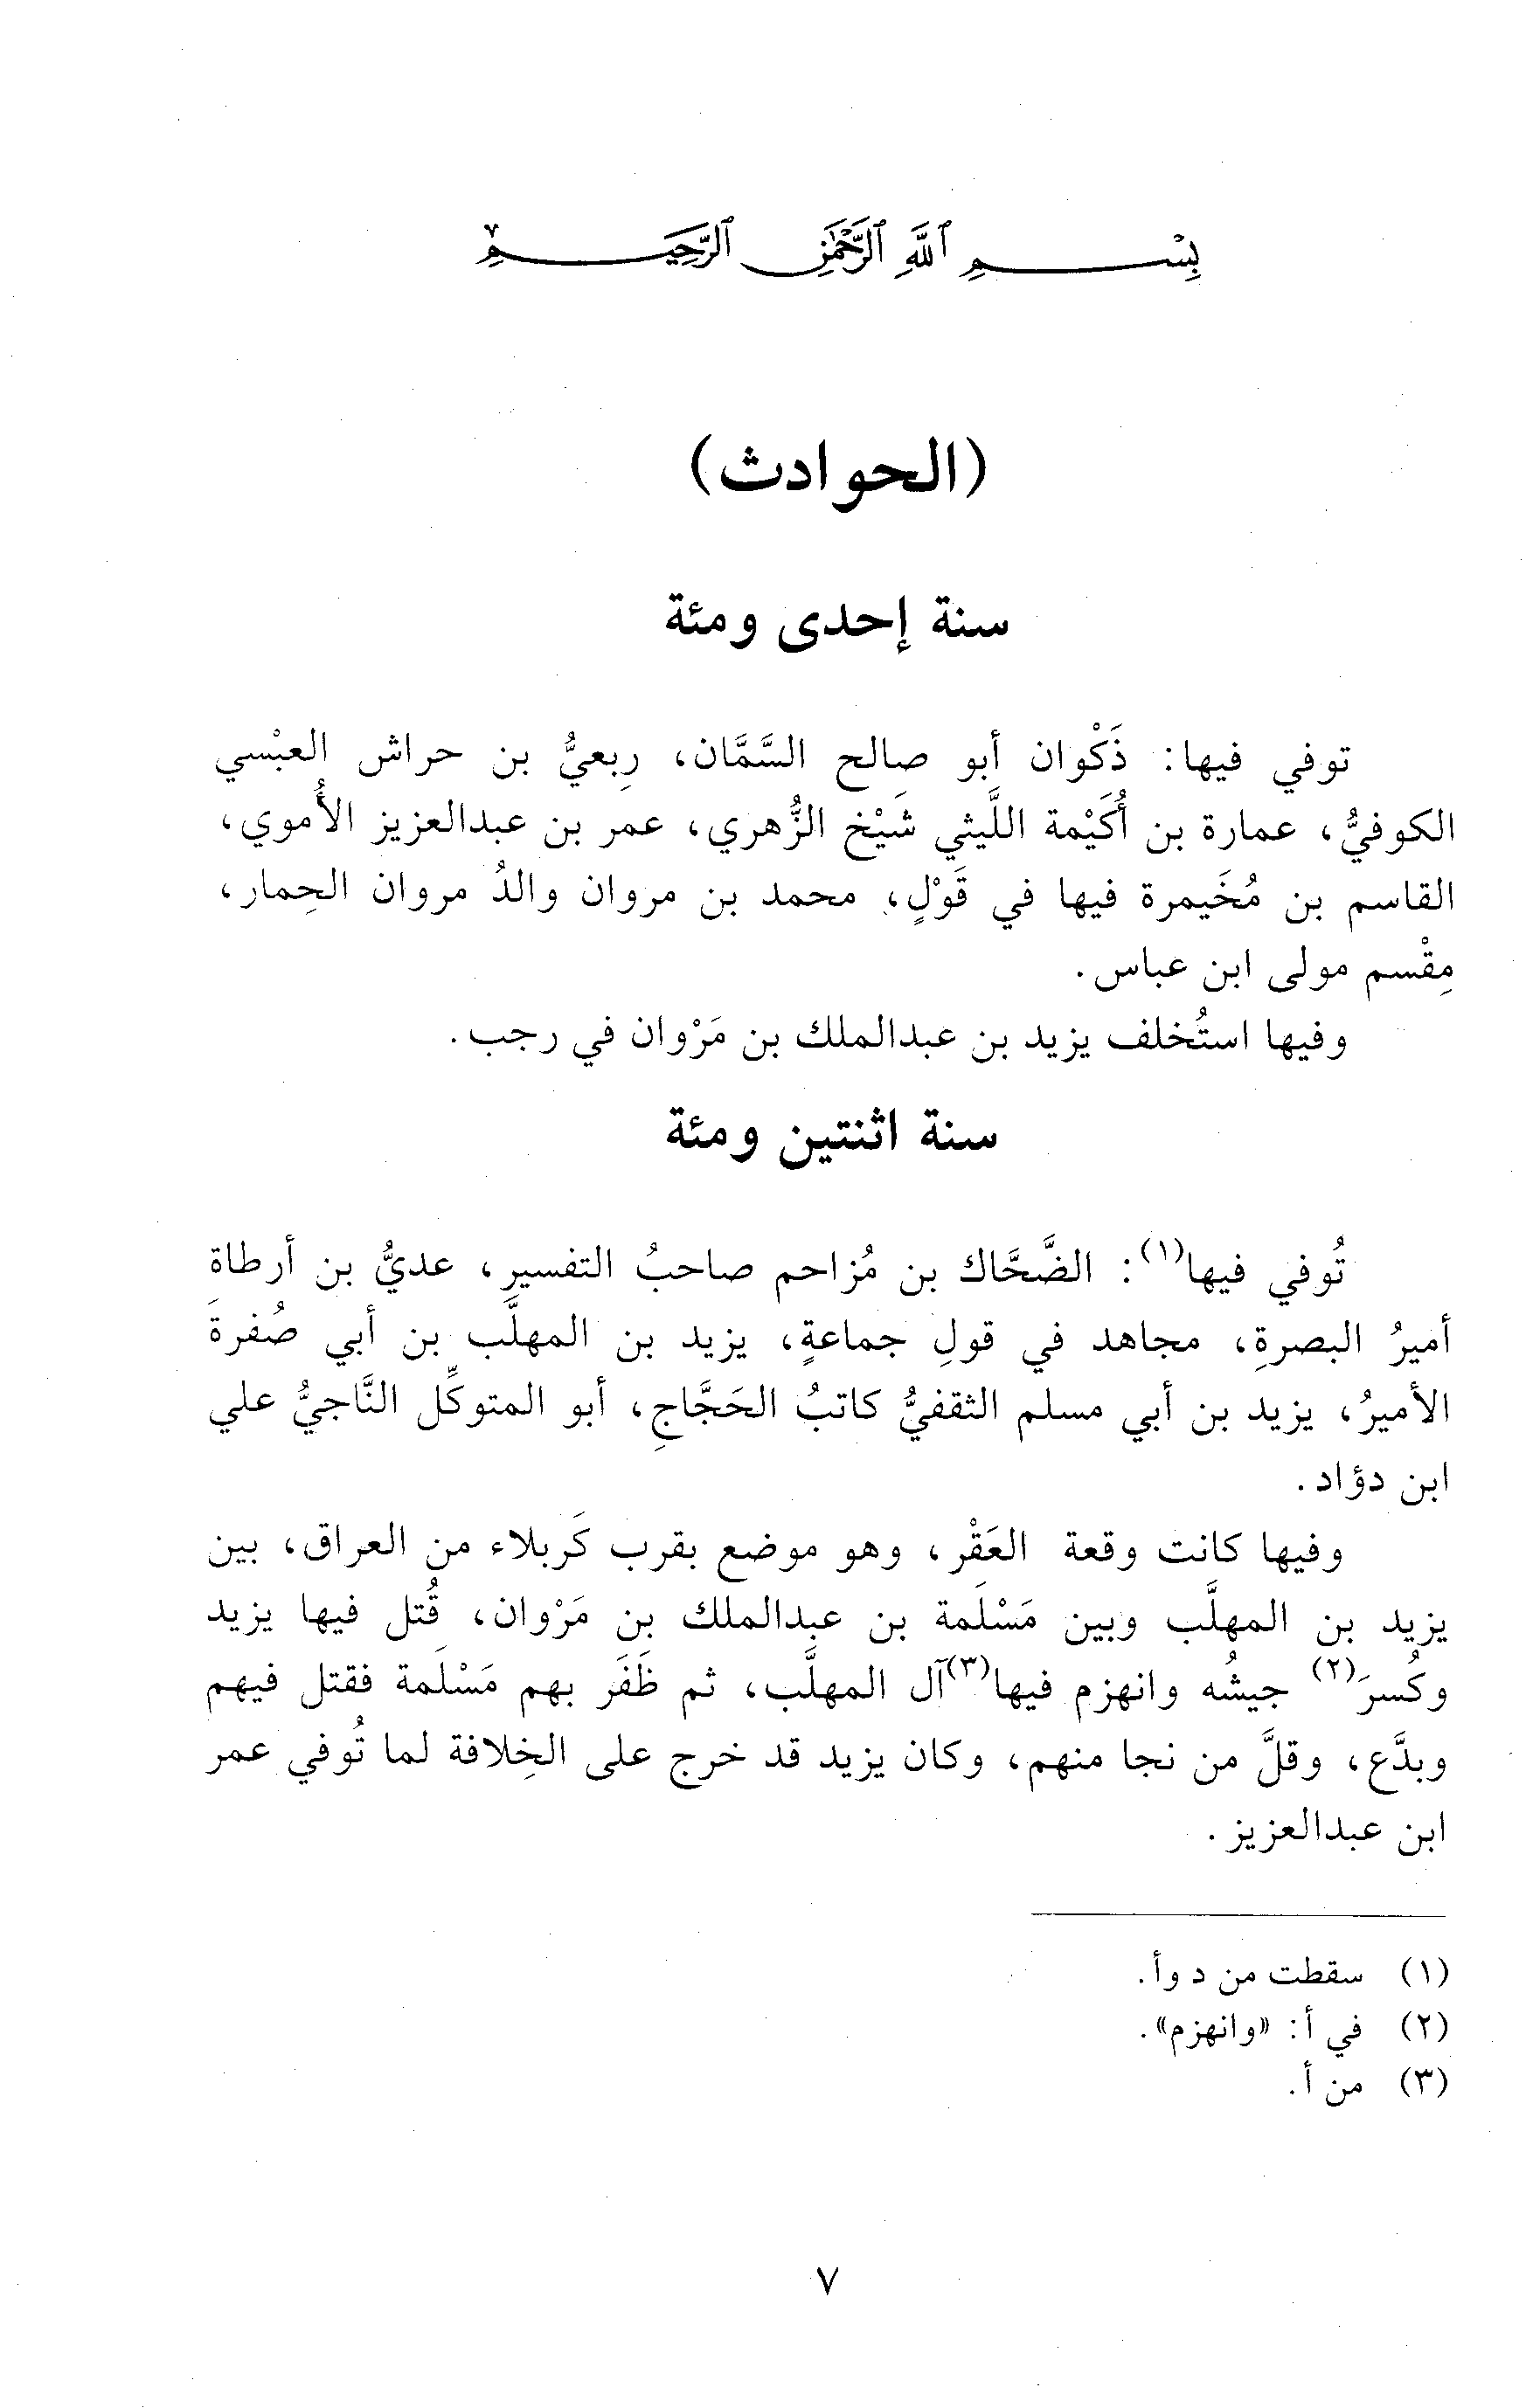 بِسْمِ ٱللَّهِ ٱلرَّحْمَٰنِ ٱلرَّحِيمِ
(الحوادث)
سنة إحدى ومئة
توفي فيها: ذَكْوان أبو صالح السَّمَّان، رِبعيُّ بن حراش العبْسي
الكوفيُّ، عمارة بن أُكَيْمة اللَّيثي شَيْخ الزُّهري، عمر بن عبدالعزيز الأُموي،
القاسم بن مُخَيمرة فيها في قَوْلٍ، محمد بن مروان والدُ مروان الحِمار،
مِقْسم مولى ابن عباس.
وفيها استُخلف يزيد بن عبدالملك بن مَرْوان في رجب.
سنة اثنتين ومئة
تُوفي فيها(١): الضَّحَّاك بن مُزاحم صاحبُ التفسيرِ، عديُّ بن أرطاة
أميرُ البصرةِ، مجاهد في قولِ جماعةٍ، يزيد بن المهلَّب بن أبي صُفرةَ
الأميرُ، يزيد بن أبي مسلم الثقفيُّ كاتبُ الحَجَّاجِ، أبو المتوكِّل النَّاجيُّ علي
ابن دؤاد.
وفيها كانت وقعة العَقْر، وهو موضع بقرب كَربلاء من العراق، بين
يزيد بن المهلَّب وبين مَسْلَمة بن عبدالملك بن مَرْوان، قُتل فيها يزيد
وكُسرَ(٢) جيشُه وانهزم فيها(٣) آل المهلَّب، ثم ظَفَر بهم مَسْلَمة فقتل فيهم
وبدَّع، وقلَّ من نجا منهم، وكان يزيد قد خرج على الخِلافة لما تُوفي عمر
ابن عبدالعزيز.
(١) سقطت من د وأ.
(٢) في أ: «وانهزم».
(٣) من أ.
٧